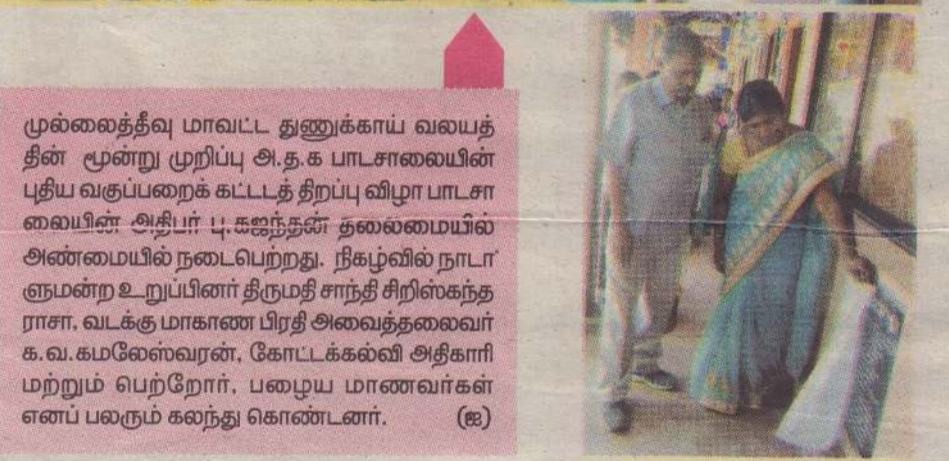 முல்லைத்தீவு மாவட்ட துணுக்காய் வலயத்
தின் மூன்று முறிப்பு அ.த.க பாடசாலையின்
புதிய வகுப்பறைக் கட்டடத் திறப்பு விழா பாடசா
லையின் அதிபர் பு.கஜந்தன் தலைமையில்
அண்மையில் நடைபெற்றது. நிகழ்வில் நாடா
ளுமன்ற உறுப்பினர் திருமதி சாந்தி சிறிஸ்கந்த
ராசா, வடக்கு மாகாண பிரதி அவைத்தலைவர்
க.வ.கமலேஸ்வரன், கோட்டக்கல்வி அதிகாரி
மற்றும் பெற்றோர், பழைய மாணவர்கள்
எனப் பலரும் கலந்து கொண்டனர். (ஐ)